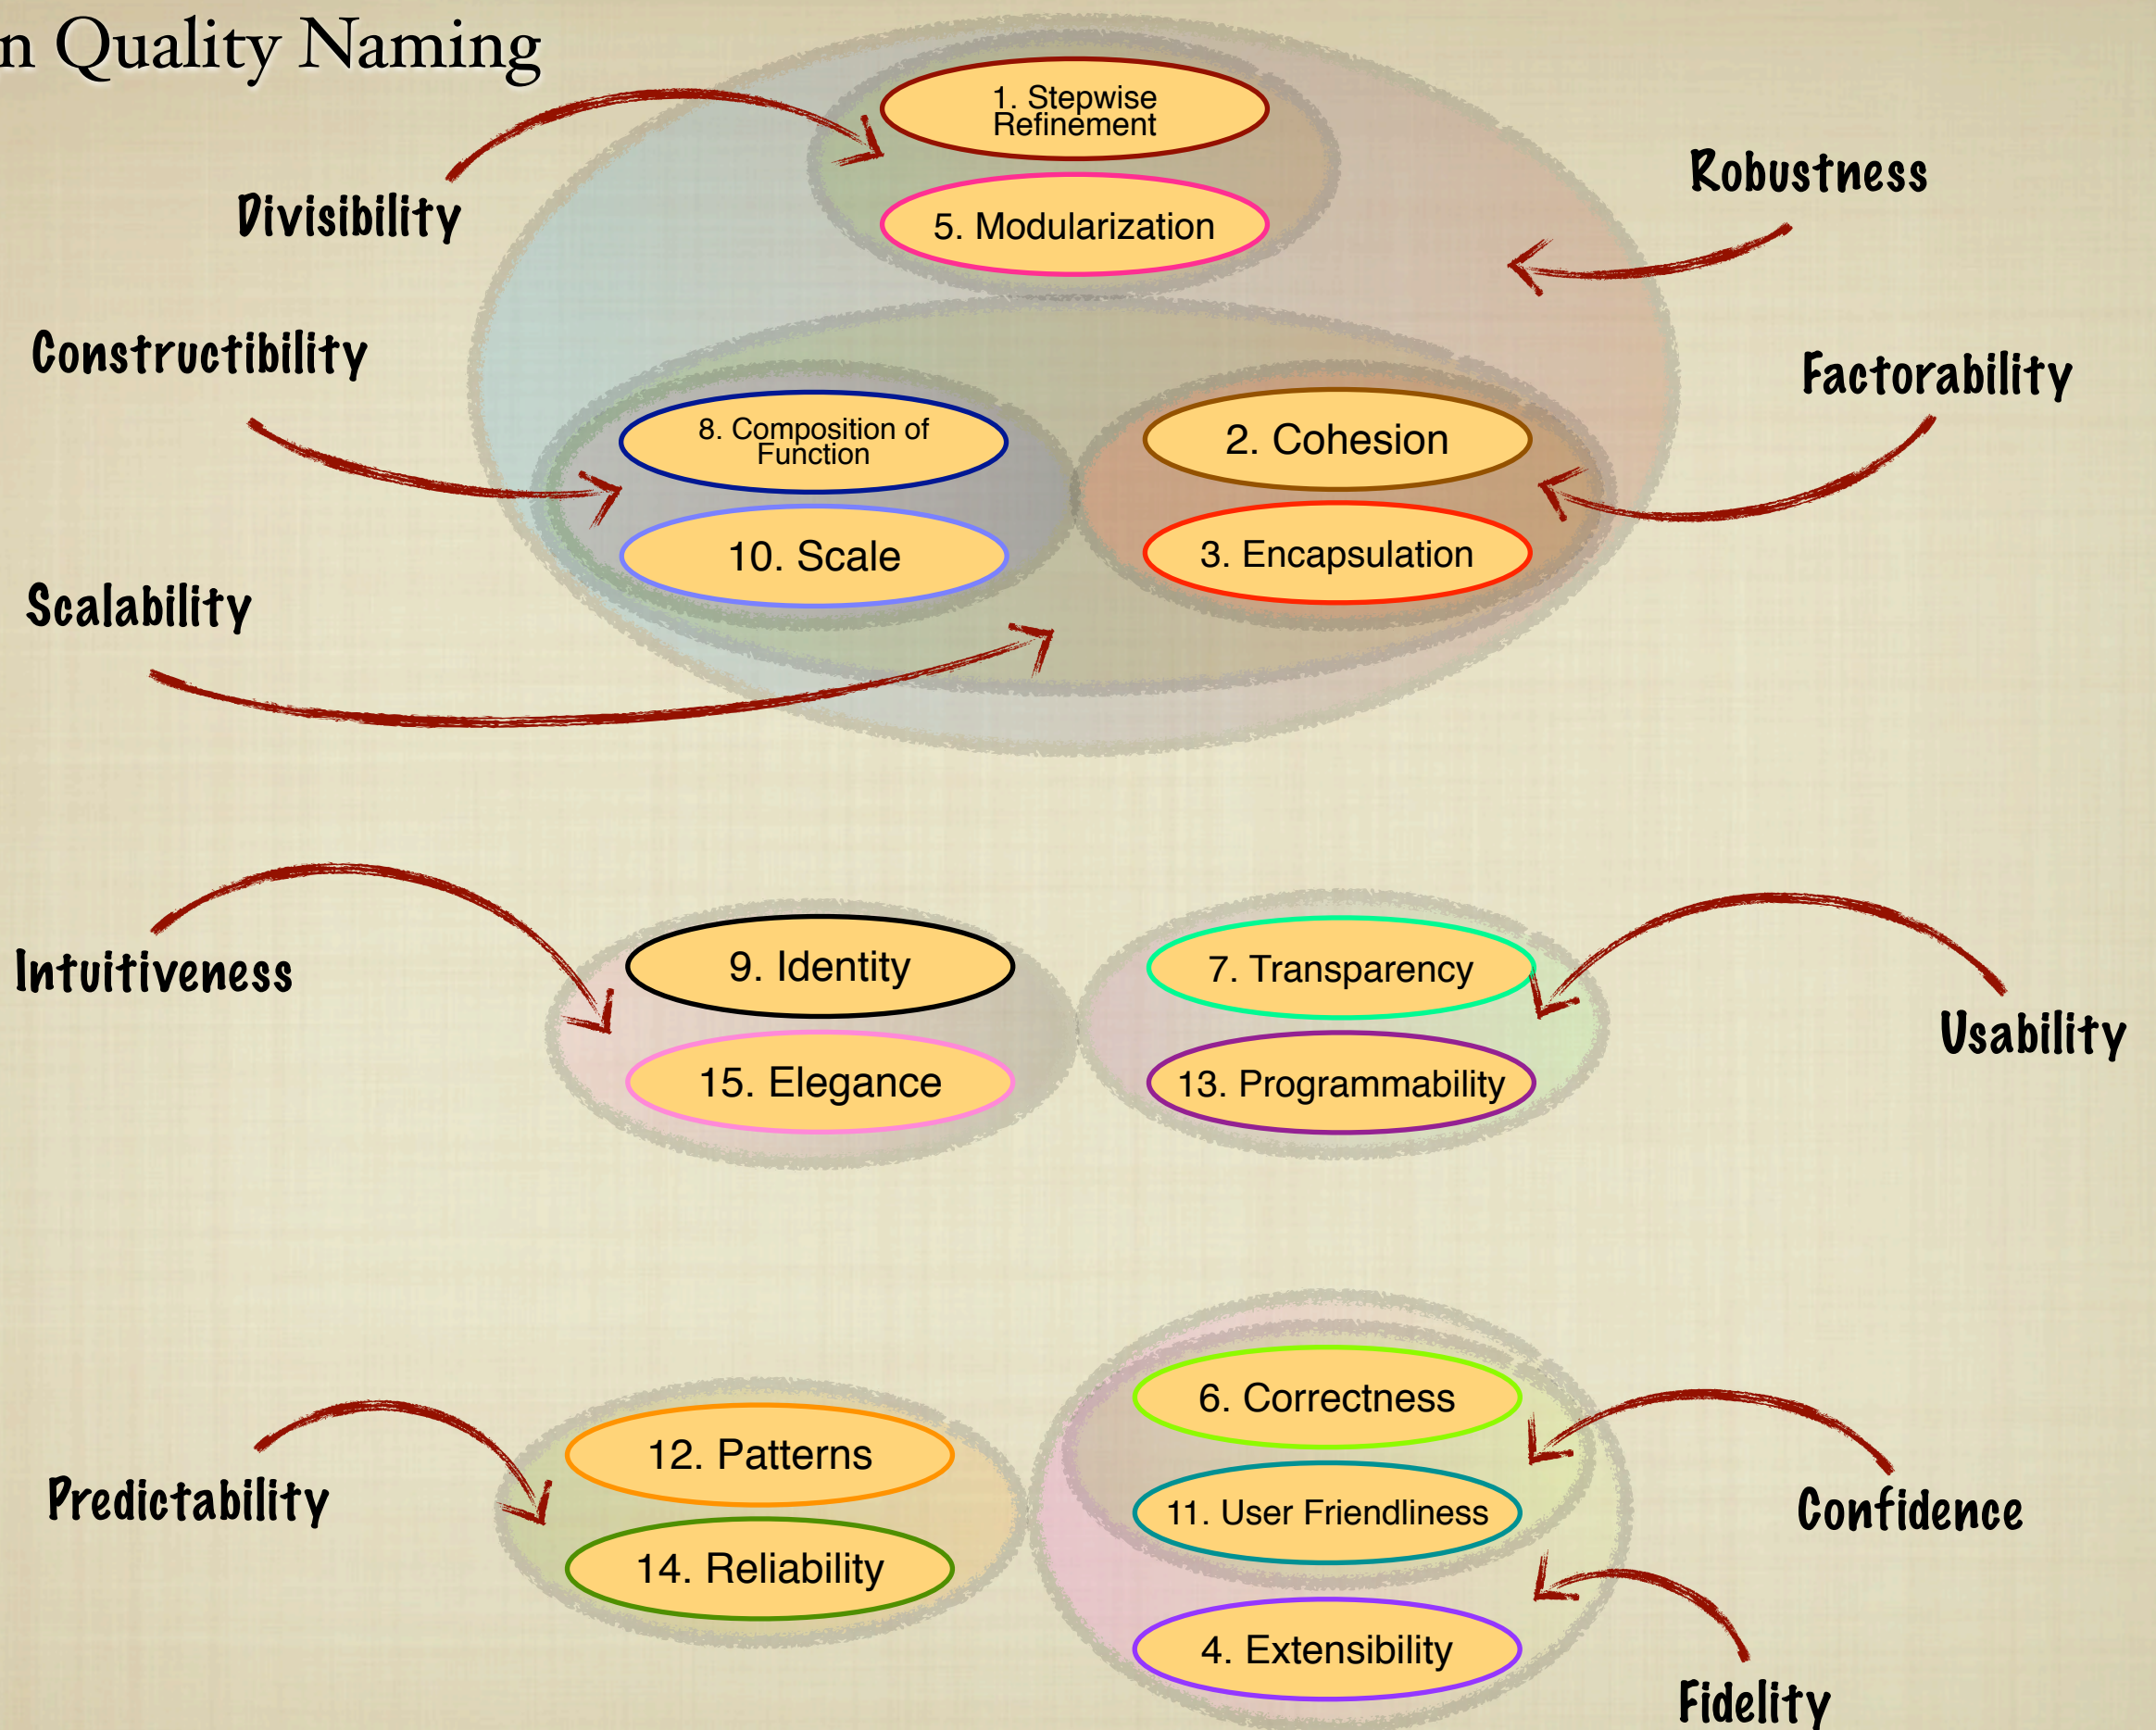 n Quality Naming
1. Stepwise
Refinement
Robustness
Divisibility
5. Modularization
Constructibility
Factorability
8. Composition of
Function
2. Cohesion
10. Scale
3. Encapsulation
Scalability
Intuitiveness
9. Identity
7. Transparency
Usability
15. Elegance
13. Programmability
6. Correctness
12. Patterns
Predictability
11. User Friendliness
Confidence
14. Reliability
4. Extensibility
Fidelity